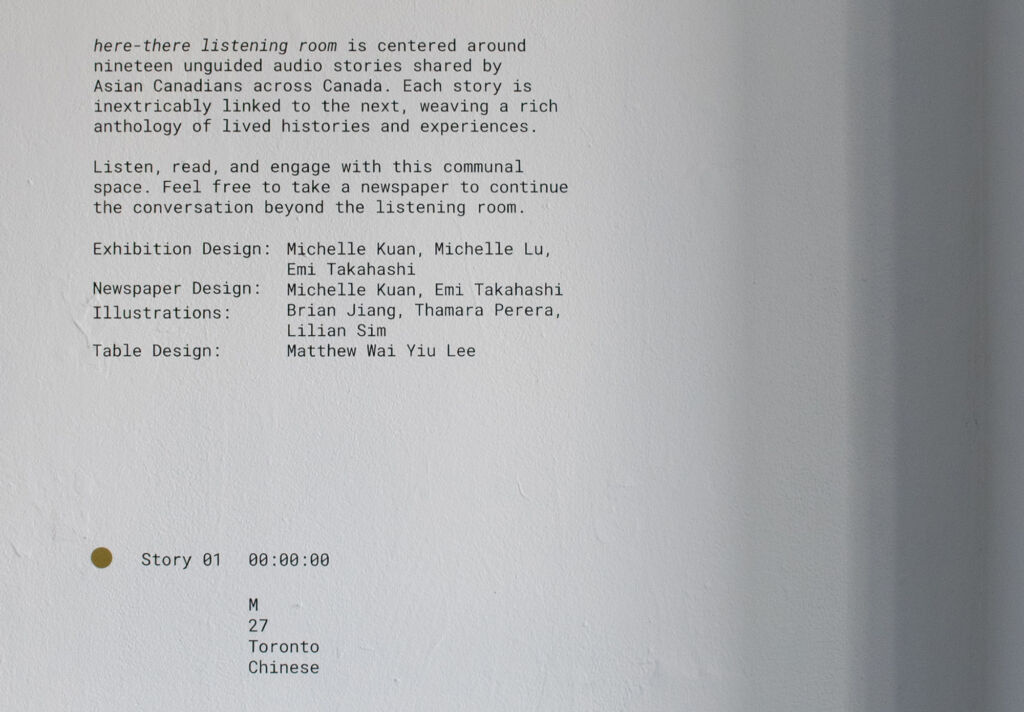 here-there listening room is centered around
nineteen unguided audio stories shared by
Asian Canadians across Canada. Each story is
inextricably linked to the next, weaving a rich
anthology of lived histories and experiences.
Listen, read, and engage with this communal
space. Feel free to take a newspaper to continue
the conversation beyond the listening room.
Exhibition Design: Michelle Kuan, Michelle Lu,
Emi Takahashi
Newspaper Design: Michelle Kuan, Emi Takahashi
Illustrations: Brian Jiang, Thamara Perera,
Lilian Sim
Table Design: Matthew Wai Yiu Lee
Story 01 00:00:00
M
27
Toronto
Chinese